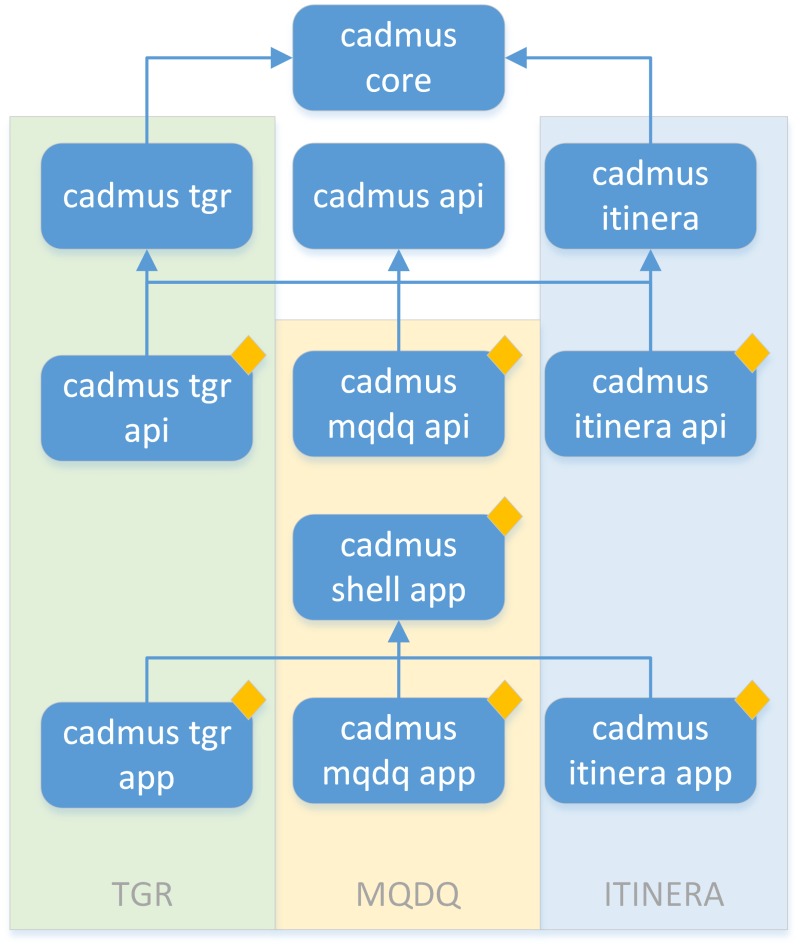 cadmus
core
cadmus tgr
cadmus api
cadmus
itinera
cadmus tgr
api
cadmus
mqdq api
cadmus
itinera api
cadmus
shell app
cadmus tgr
app
cadmus
mqdq app
cadmus
itinera app
TGR
MQDQ
ITINERA